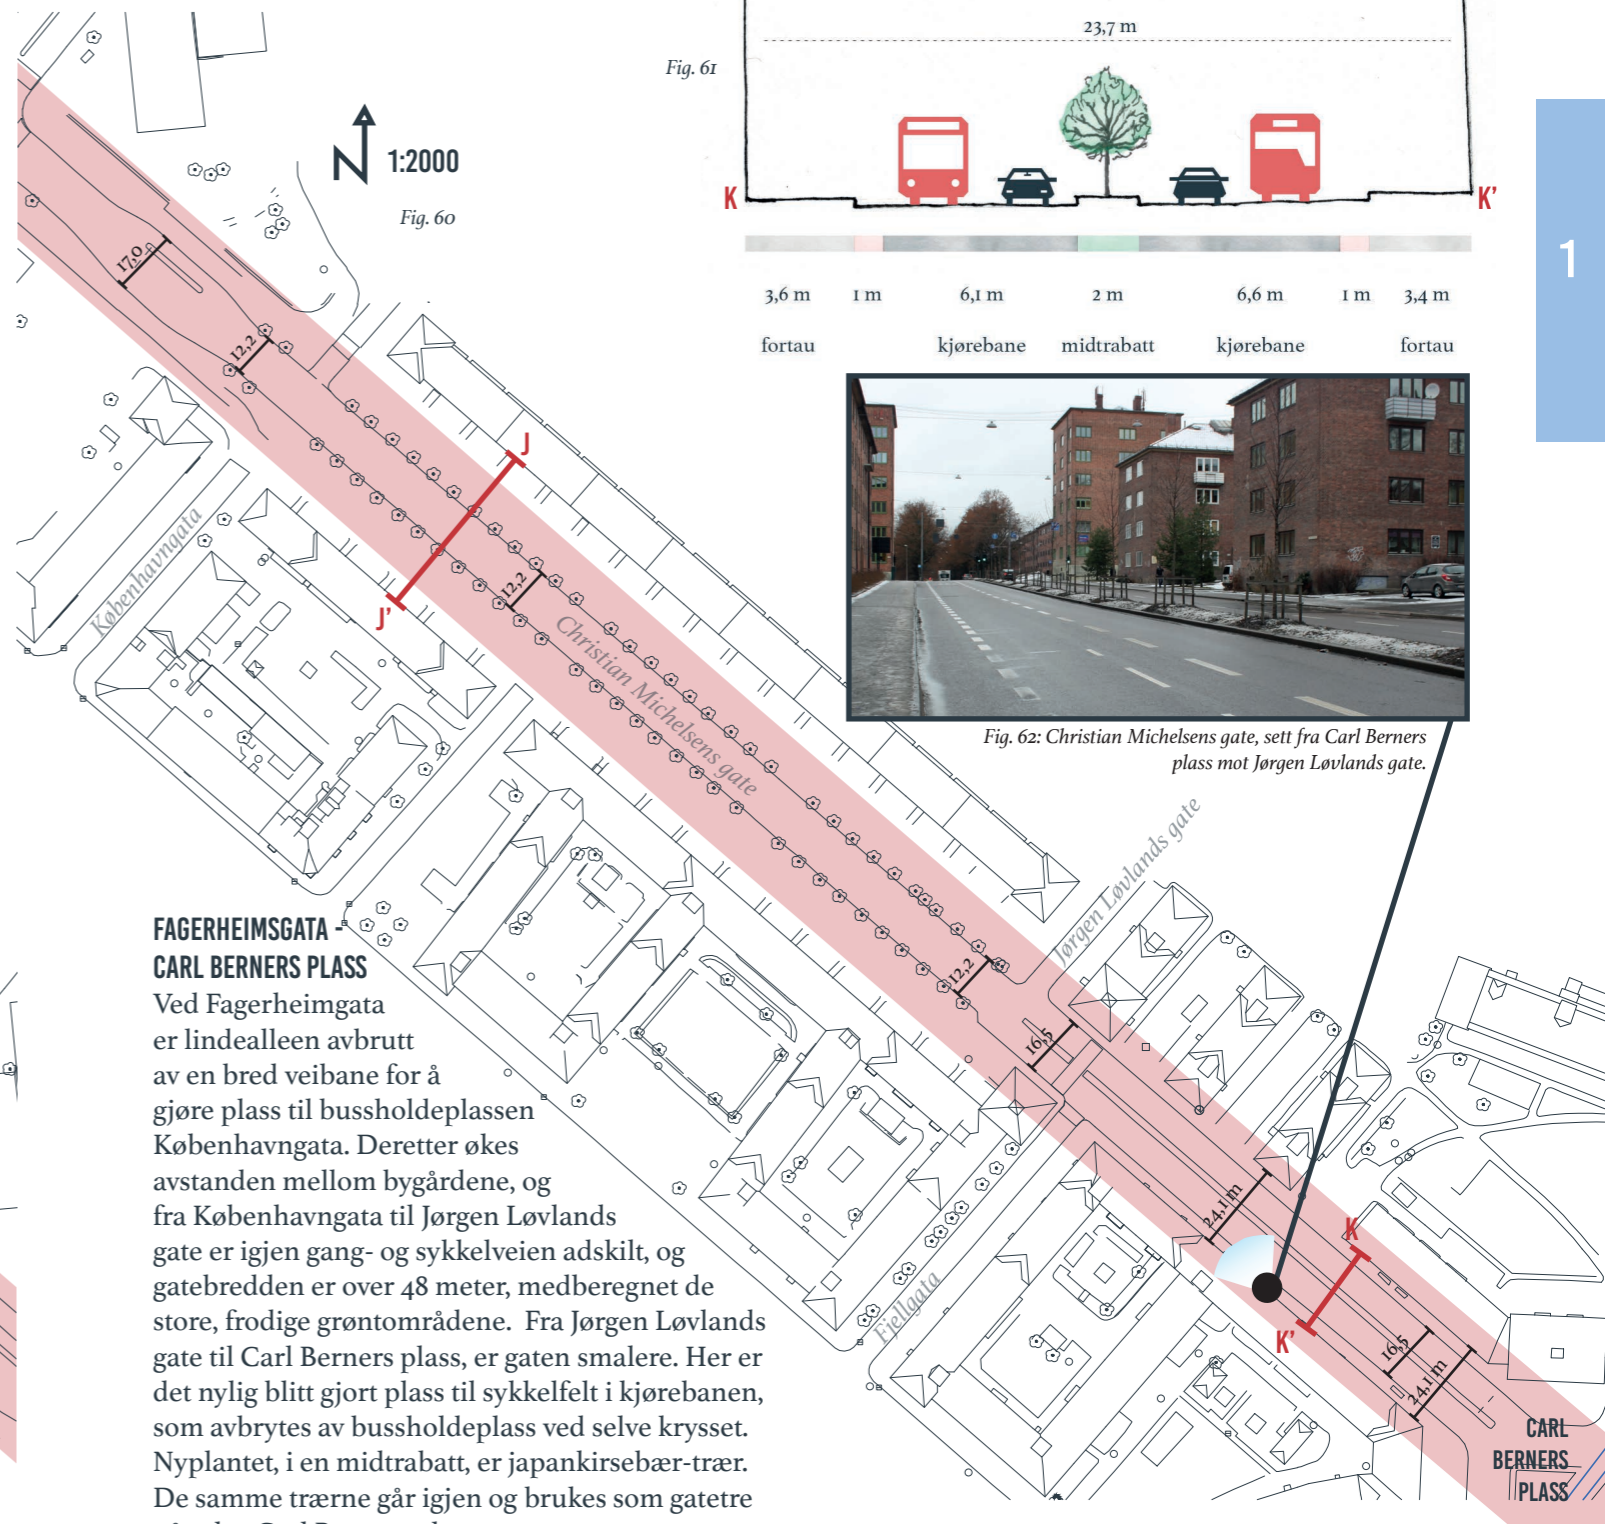 23,7 m
Fig. 61
K
K'
3,6 m 1 m 6,1 m 2 m 6,6 m 1 m 3,4 m
fortau kjørebane midtrabatt kjørebane fortau
1
N 1:2000
Fig. 60
17,0
12,2
J
J'
12,2
Københavngata
Christian Michelsens gate
Fig. 62: Christian Michelsens gate, sett fra Carl Berners
plass mot Jørgen Løvlands gate.
Jørgen Løvlands gate
12,2
16,5
24,1 m
K
K'
16,5
24,1 m
Fjellgata
CARL
BERNERS
PLASS
FAGERHEIMSGATA -
CARL BERNERS PLASS
Ved Fagerheimgata
er lindealleen avbrutt
av en bred veibane for å
gjøre plass til bussholdeplassen
Københavngata. Deretter økes
avstanden mellom bygårdene, og
fra Københavngata til Jørgen Løvlands
gate er igjen gang- og sykkelveien adskilt, og
gatebredden er over 48 meter, medberegnet de
store, frodige grøntområdene. Fra Jørgen Løvlands
gate til Carl Berners plass, er gaten smalere. Her er
det nylig blitt gjort plass til sykkelfelt i kjørebanen,
som avbrytes av bussholdeplass ved selve krysset.
Nyplantet, i en midtrabatt, er japankirsebær-trær.
De samme trærne går igjen og brukes som gatetre